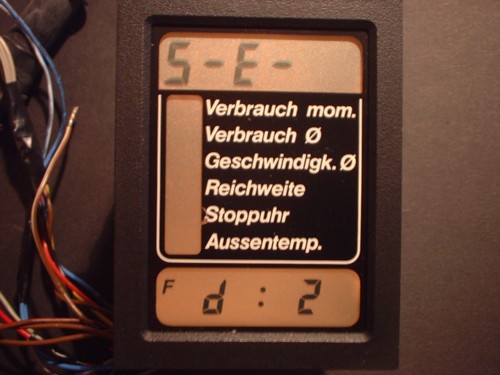 S-E-
Verbrauch mom.
Verbrauch Ø
Geschwindigk. Ø
Reichweite
Stoppuhr
Aussentemp.
F d : 2